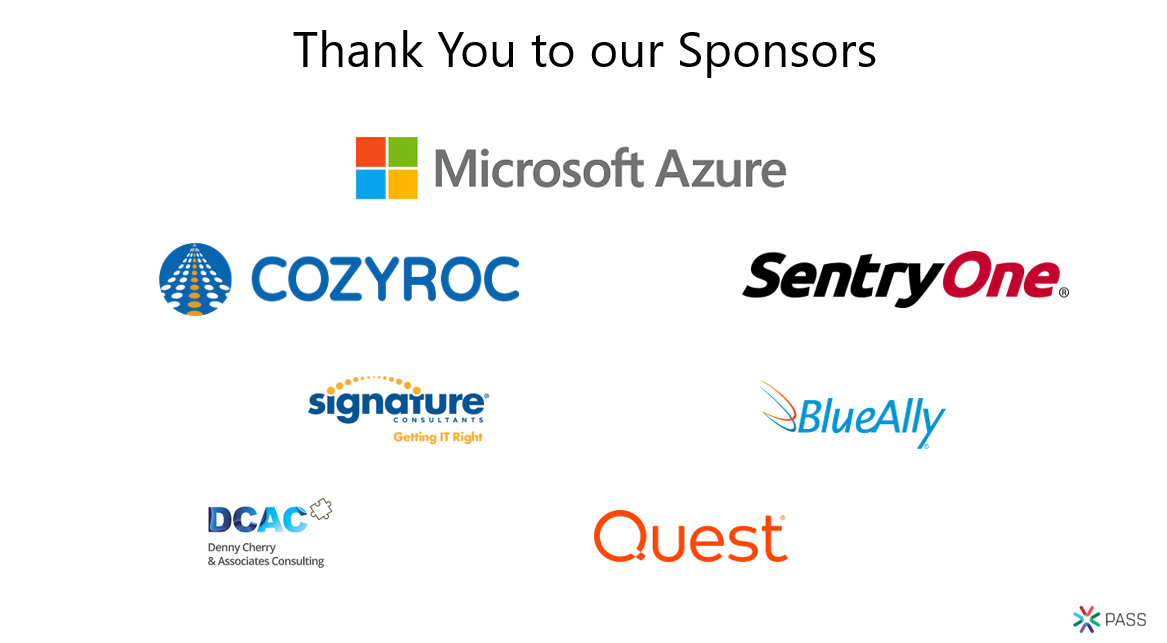 Thank You to our Sponsors
Microsoft Azure
COZYROC
SentryOne®
signature®
CONSULTANTS
Getting IT Right
BlueAlly®
DCAC
Denny Cherry
& Associates Consulting
Quest®
PASS